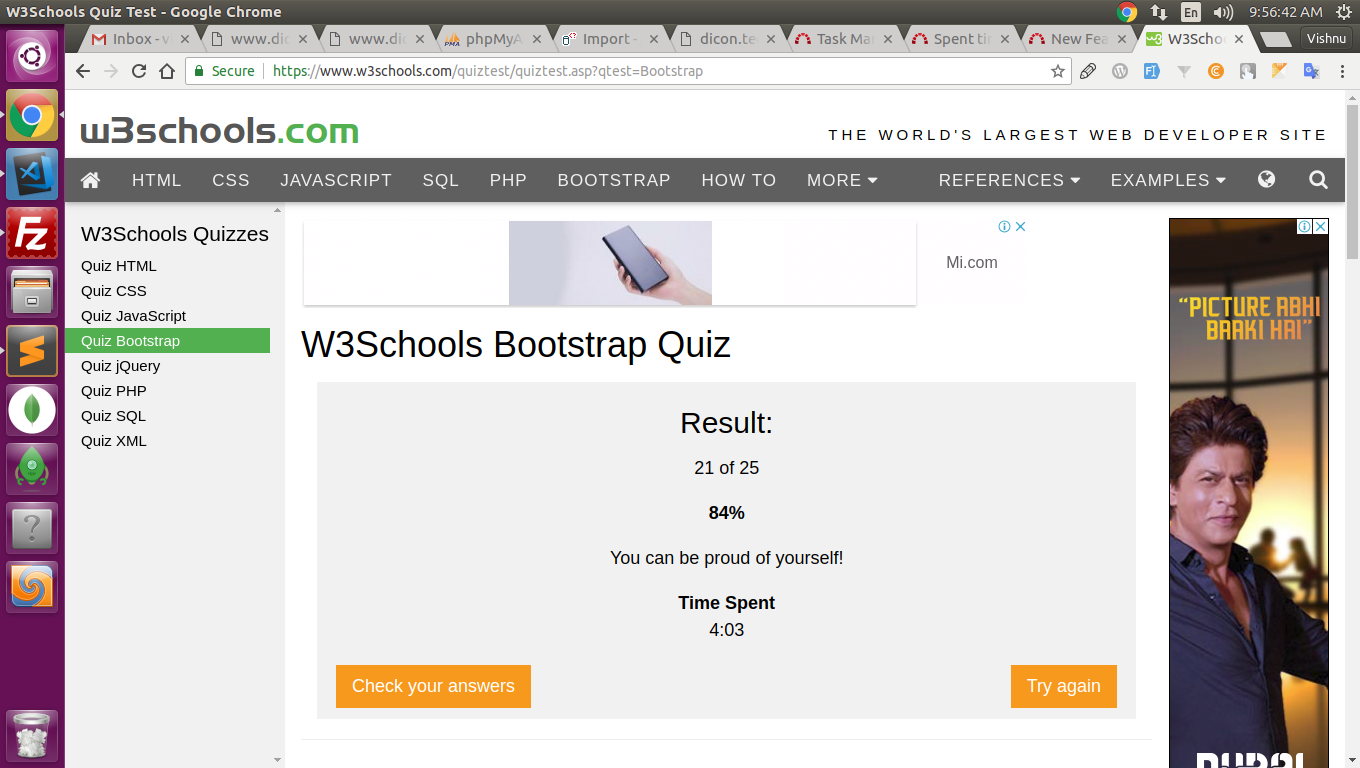 W3Schools Quiz Test - Google Chrome
En
9:56:42 AM
Inbox - v
www.dic
www.dic
phpMyA
Import -
dicon.te
Task Mar
Spent tir
New Fea
W3Scho
Vishnu
Secure
https://www.w3schools.com/quiztest/quiztest.asp?qtest=Bootstrap
w3schools.com
THE WORLD'S LARGEST WEB DEVELOPER SITE
HTML CSS JAVASCRIPT SQL PHP BOOTSTRAP HOW TO MORE REFERENCES EXAMPLES
W3Schools Quizzes
Quiz HTML
Quiz CSS
Quiz JavaScript
Quiz Bootstrap
Quiz jQuery
Quiz PHP
Quiz SQL
Quiz XML
Mi.com
W3Schools Bootstrap Quiz
Result:
21 of 25
84%
You can be proud of yourself!
Time Spent
4:03
Check your answers
Try again
“PICTURE ABHI
BAAKI HAI”
DUBAI